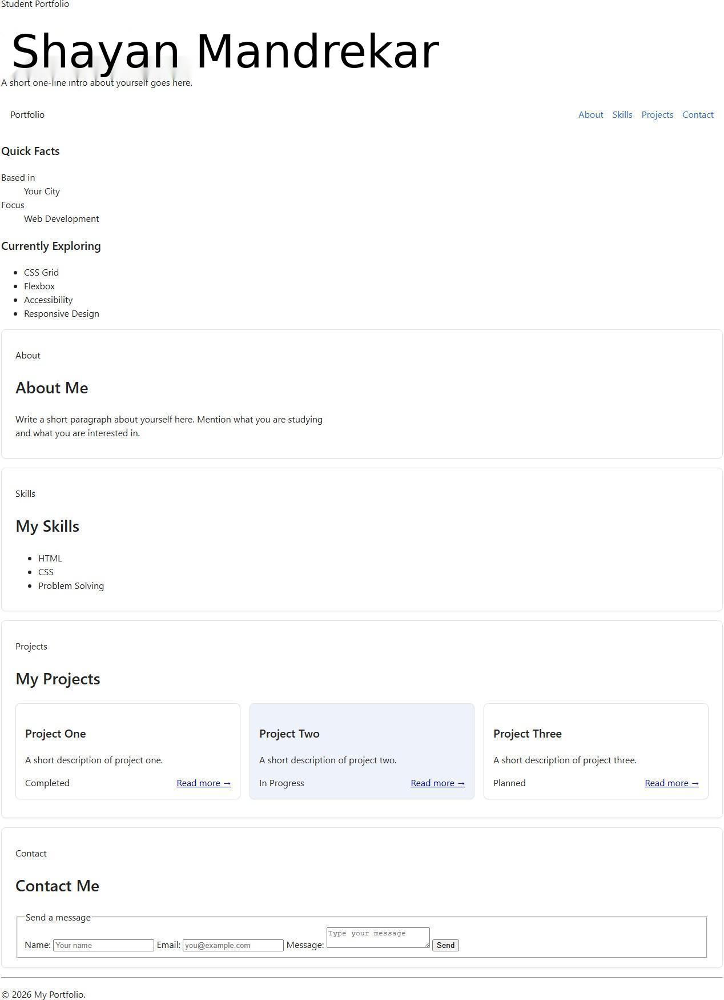 Student Portfolio
Shayan Mandrekar
A short one-line intro about yourself goes here.
Portfolio
About Skills Projects Contact
Quick Facts
Based in
Your City
Focus
Web Development
Currently Exploring
CSS Grid
Flexbox
Accessibility
Responsive Design
About
About Me
Write a short paragraph about yourself here. Mention what you are studying
and what you are interested in.
Skills
My Skills
HTML
CSS
Problem Solving
Projects
My Projects
Project One
A short description of project one.
Completed Read more →
Project Two
A short description of project two.
In Progress Read more →
Project Three
A short description of project three.
Planned Read more →
Contact
Contact Me
Send a message
Name: Your name Email: you@example.com Message: Type your message Send
© 2026 My Portfolio.